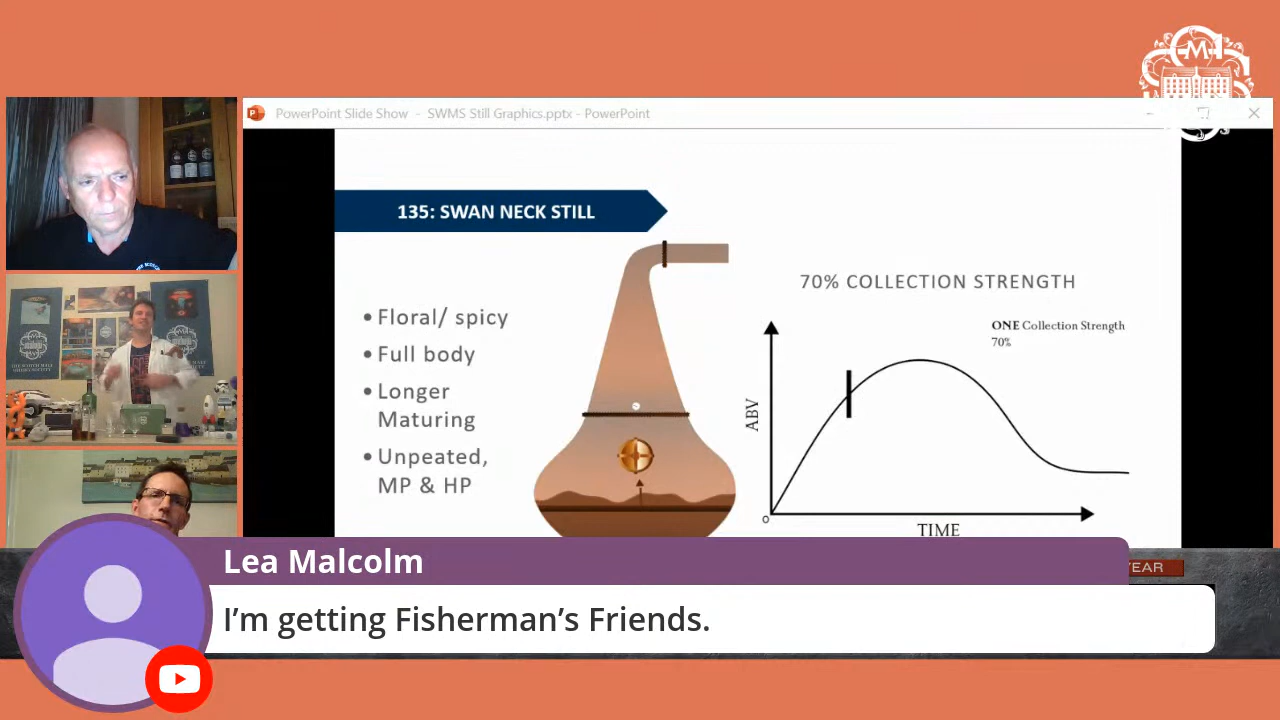 PowerPoint Slide Show - SWMS Still Graphics.pptx - PowerPoint
M
135: SWAN NECK STILL
• Floral/ spicy
• Full body
• Longer
Maturing
• Unpeated,
MP & HP
70% COLLECTION STRENGTH
ONE Collection Strength
70%
ABV
O
TIME
YEAR
Lea Malcolm
I'm getting Fisherman's Friends.